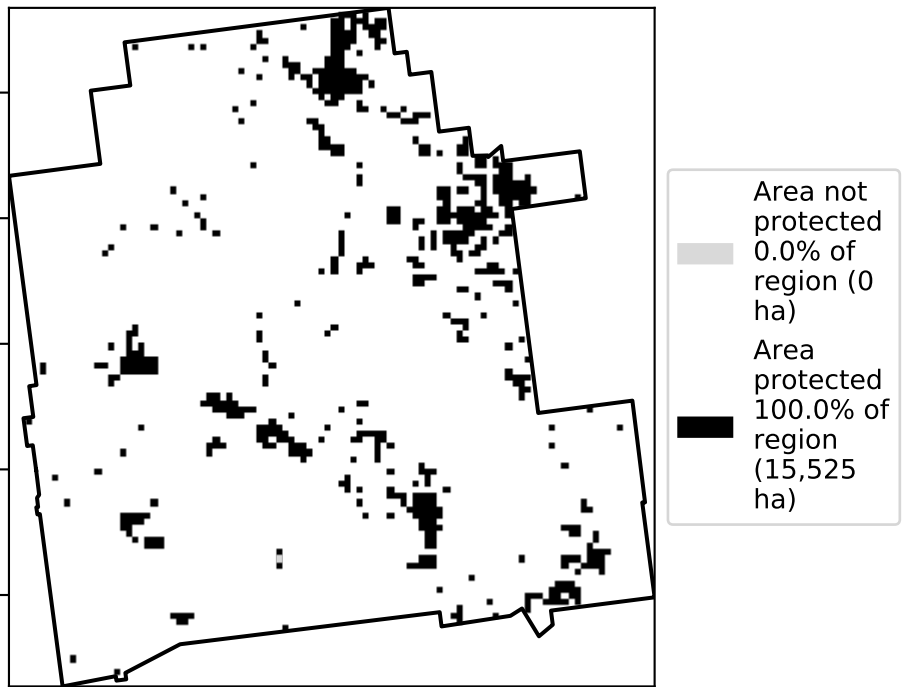 Area not
protected
0.0% of
region (0
ha)
Area
protected
100.0% of
region
(15,525
ha)